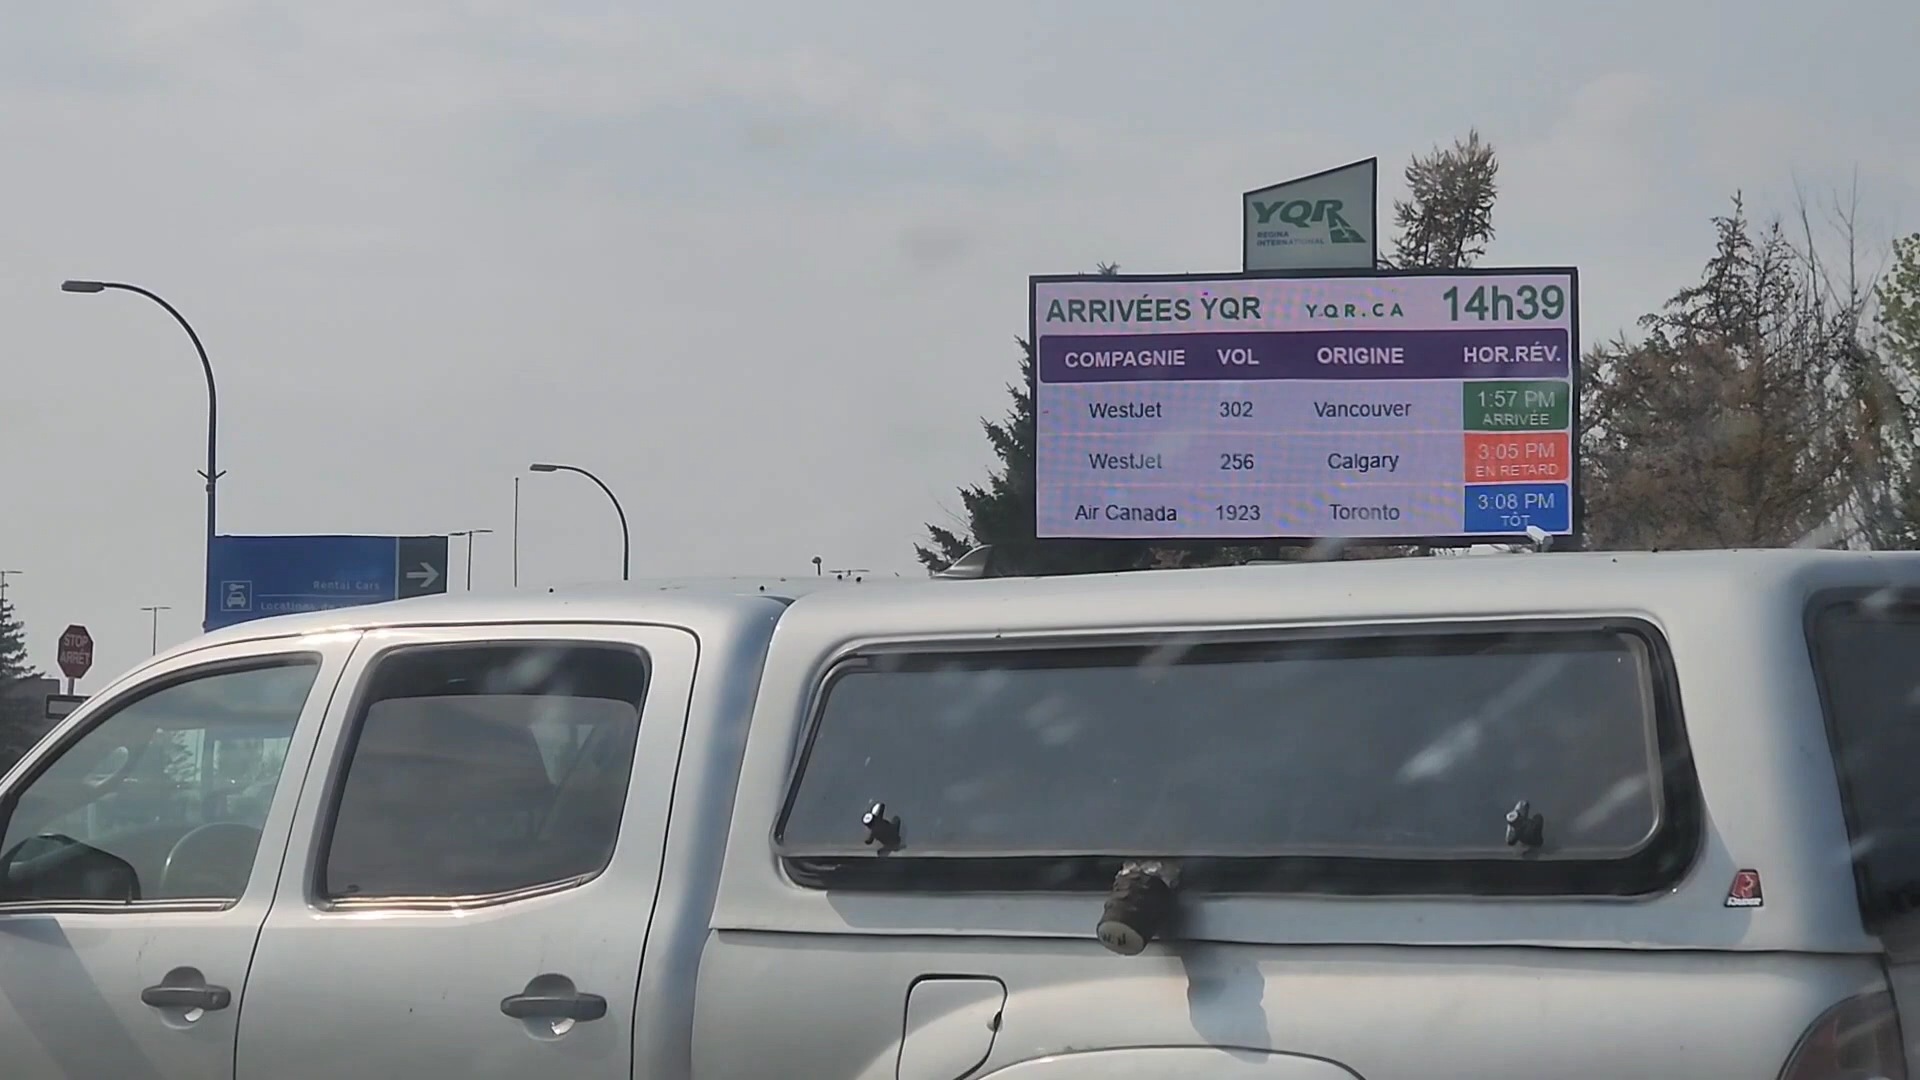 YQR
REGINA
INTERNATIONAL
ARRIVÉES YQR YQR.CA 14h39
COMPAGNIE VOL ORIGINE HOR.RÉV.
WestJet 302 Vancouver 1:57 PM
ARRIVÉE
WestJet 256 Calgary 3:05 PM
EN RETARD
Air Canada 1923 Toronto 3:08 PM
TÔT
Rental Cars
Locations de
STOP
ARRÊT